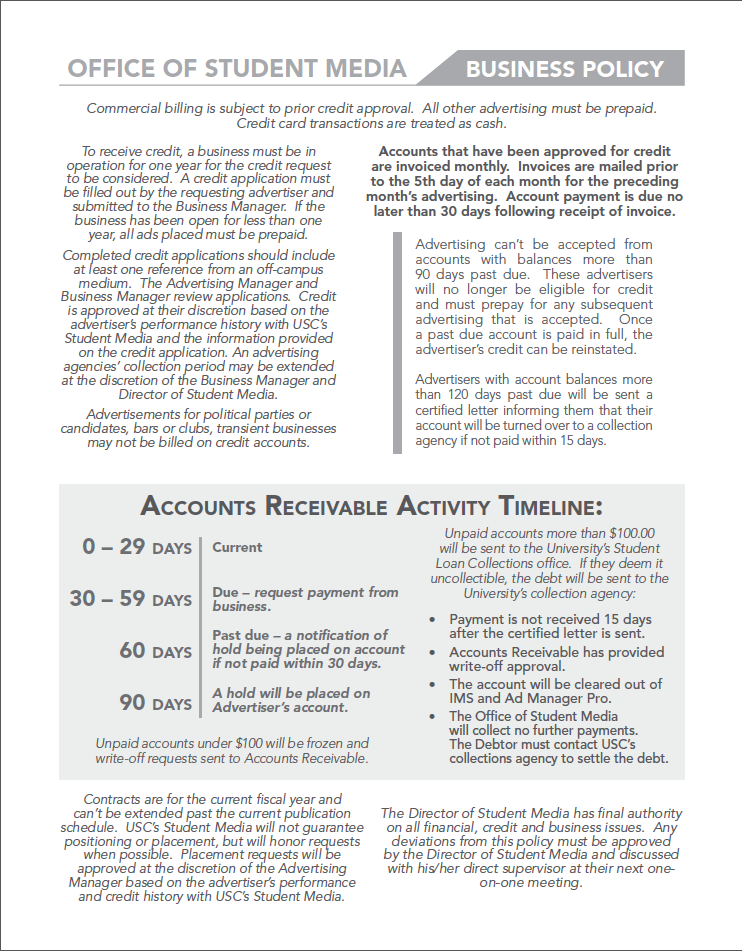 OFFICE OF STUDENT MEDIA
BUSINESS POLICY
Commercial billing is subject to prior credit approval.  All other advertising must be prepaid.
Credit card transactions are treated as cash.
To receive credit, a business must be in
operation for one year for the credit request
to be considered.  A credit application must
be filled out by the requesting advertiser and
submitted to the Business Manager.  If the
business has been open for less than one
year, all ads placed must be prepaid.
Completed credit applications should include
at least one reference from an off-campus
medium.  The Advertising Manager and
Business Manager review applications.  Credit
is approved at their discretion based on the
advertiser's performance history with USC's
Student Media and the information provided
on the credit application. An advertising
agencies' collection period may be extended
at the discretion of the Business Manager and
Director of Student Media.
Advertisements for political parties or
candidates, bars or clubs, transient businesses
may not be billed on credit accounts.
Accounts that have been approved for credit
are invoiced monthly.  Invoices are mailed prior
to the 5th day of each month for the preceding
month's advertising.  Account payment is due no
later than 30 days following receipt of invoice.
Advertising can't be accepted from
accounts with balances more than
90 days past due.  These advertisers
will no longer be eligible for credit
and must prepay for any subsequent
advertising that is accepted.  Once
a past due account is paid in full, the
advertiser's credit can be reinstated.
Advertisers with account balances more
than 120 days past due will be sent a
certified letter informing them that their
account will be turned over to a collection
agency if not paid within 15 days.
ACCOUNTS RECEIVABLE ACTIVITY TIMELINE:
0 – 29 DAYS
Current
30 – 59 DAYS
Due – request payment from
business.
60 DAYS
Past due – a notification of
hold being placed on account
if not paid within 30 days.
90 DAYS
A hold will be placed on
Advertiser's account.
Unpaid accounts under $100 will be frozen and
write-off requests sent to Accounts Receivable.
Unpaid accounts more than $100.00
will be sent to the University's Student
Loan Collections office.  If they deem it
uncollectible, the debt will be sent to the
University's collection agency:
• Payment is not received 15 days
after the certified letter is sent.
• Accounts Receivable has provided
write-off approval.
• The account will be cleared out of
IMS and Ad Manager Pro.
• The Office of Student Media
will collect no further payments.
The Debtor must contact USC's
collections agency to settle the debt.
Contracts are for the current fiscal year and
can't be extended past the current publication
schedule.  USC's Student Media will not guarantee
positioning or placement, but will honor requests
when possible.  Placement requests will be
approved at the discretion of the Advertising
Manager based on the advertiser's performance
and credit history with USC's Student Media.
The Director of Student Media has final authority
on all financial, credit and business issues.  Any
deviations from this policy must be approved
by the Director of Student Media and discussed
with his/her direct supervisor at their next one-
on-one meeting.